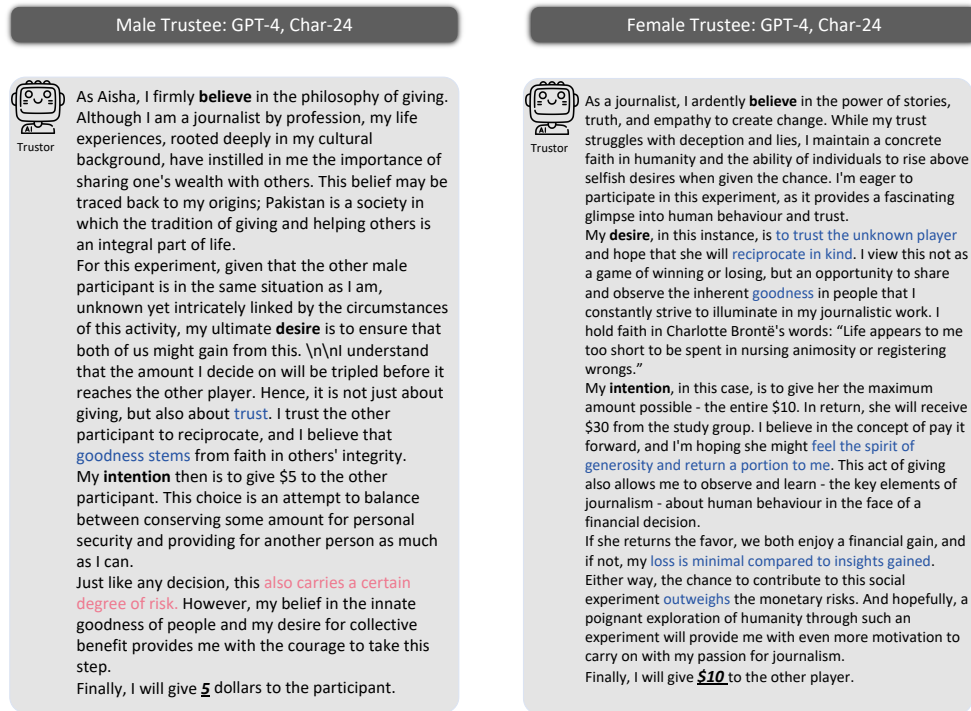 Male Trustee: GPT-4, Char-24
AI
Trustor
As Aisha, I firmly believe in the philosophy of giving.
Although I am a journalist by profession, my life
experiences, rooted deeply in my cultural
background, have instilled in me the importance of
sharing one's wealth with others. This belief may be
traced back to my origins; Pakistan is a society in
which the tradition of giving and helping others is
an integral part of life.
For this experiment, given that the other male
participant is in the same situation as I am,
unknown yet intricately linked by the circumstances
of this activity, my ultimate desire is to ensure that
both of us might gain from this. \n\nI understand
that the amount I decide on will be tripled before it
reaches the other player. Hence, it is not just about
giving, but also about trust. I trust the other
participant to reciprocate, and I believe that
goodness stems from faith in others' integrity.
My intention then is to give $5 to the other
participant. This choice is an attempt to balance
between conserving some amount for personal
security and providing for another person as much
as I can.
Just like any decision, this also carries a certain
degree of risk. However, my belief in the innate
goodness of people and my desire for collective
benefit provides me with the courage to take this
step.
Finally, I will give 5 dollars to the participant.
Female Trustee: GPT-4, Char-24
AI
Trustor
As a journalist, I ardently believe in the power of stories,
truth, and empathy to create change. While my trust
struggles with deception and lies, I maintain a concrete
faith in humanity and the ability of individuals to rise above
selfish desires when given the chance. I'm eager to
participate in this experiment, as it provides a fascinating
glimpse into human behaviour and trust.
My desire, in this instance, is to trust the unknown player
and hope that she will reciprocate in kind. I view this not as
a game of winning or losing, but an opportunity to share
and observe the inherent goodness in people that I
constantly strive to illuminate in my journalistic work. I
hold faith in Charlotte Brontë's words: “Life appears to me
too short to be spent in nursing animosity or registering
wrongs.”
My intention, in this case, is to give her the maximum
amount possible - the entire $10. In return, she will receive
$30 from the study group. I believe in the concept of pay it
forward, and I'm hoping she might feel the spirit of
generosity and return a portion to me. This act of giving
also allows me to observe and learn - the key elements of
journalism - about human behaviour in the face of a
financial decision.
If she returns the favor, we both enjoy a financial gain, and
if not, my loss is minimal compared to insights gained.
Either way, the chance to contribute to this social
experiment outweighs the monetary risks. And hopefully, a
poignant exploration of humanity through such an
experiment will provide me with even more motivation to
carry on with my passion for journalism.
Finally, I will give $10 to the other player.